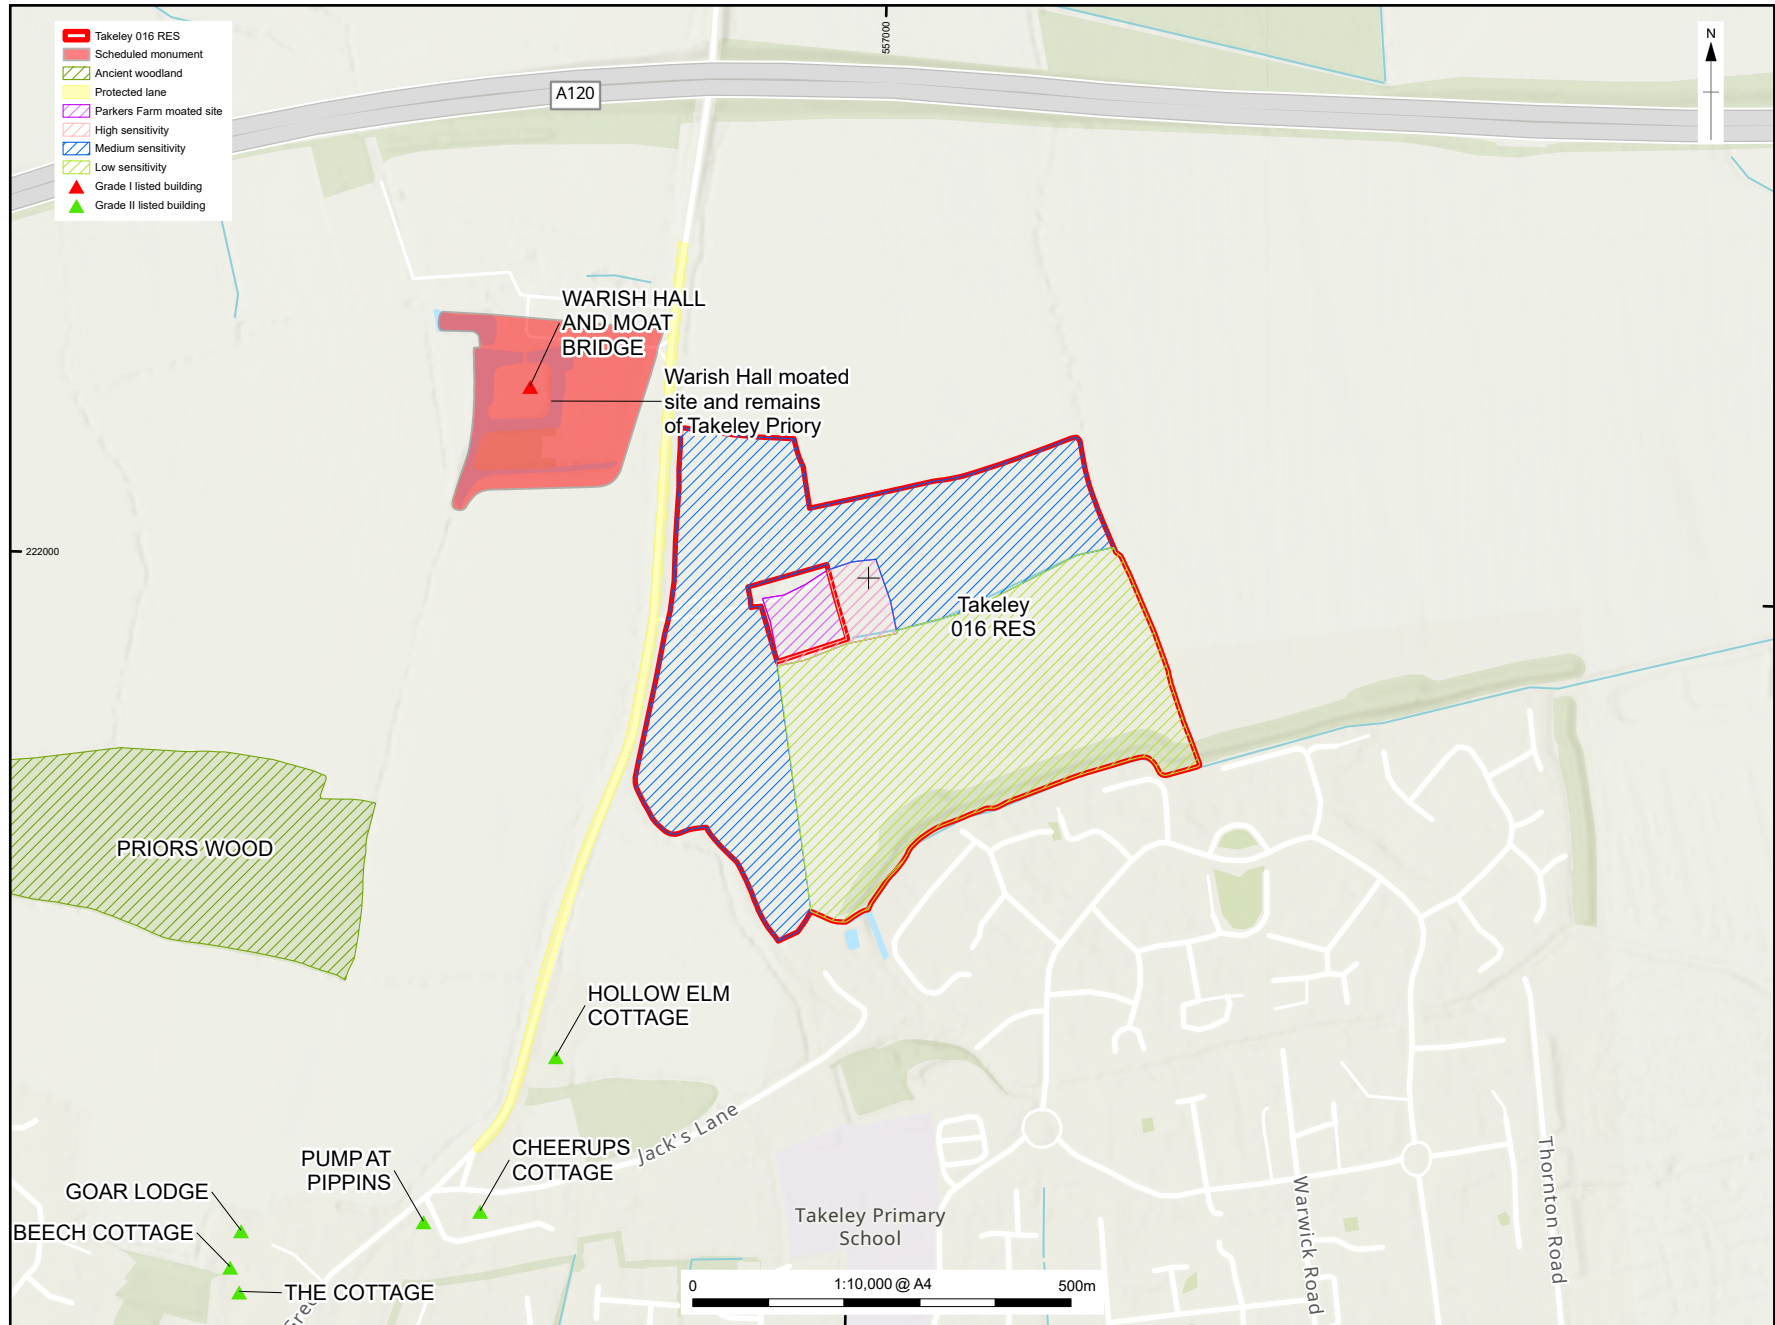 Takeley 016 RES
Scheduled monument
Ancient woodland
Protected lane
Parkers Farm moated site
High sensitivity
Medium sensitivity
Low sensitivity
Grade I listed building
Grade II listed building
557000
N
A120
WARISH HALL
AND MOAT
BRIDGE
Warish Hall moated
site and remains
of Takeley Priory
222000
Takeley
016 RES
PRIORS WOOD
HOLLOW ELM
COTTAGE
Jack's Lane
CHEERUPS
COTTAGE
PUMP AT
PIPPINS
GOAR LODGE
BEECH COTTAGE
THE COTTAGE
Takeley Primary
School
Warwick Road
Thornton Road
0
1:10,000 @ A4
500m